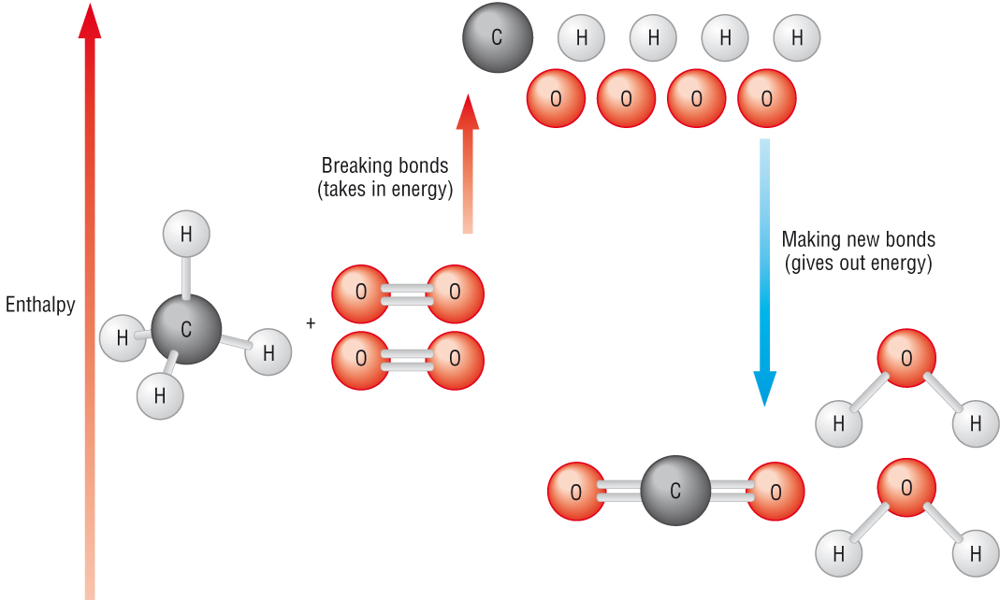 C H H H H
O O O O
Breaking bonds
(takes in energy)
H
Making new bonds
(gives out energy)
O O
Enthalpy
+
H C H
O O
H
O
H H
O C O
O
H H